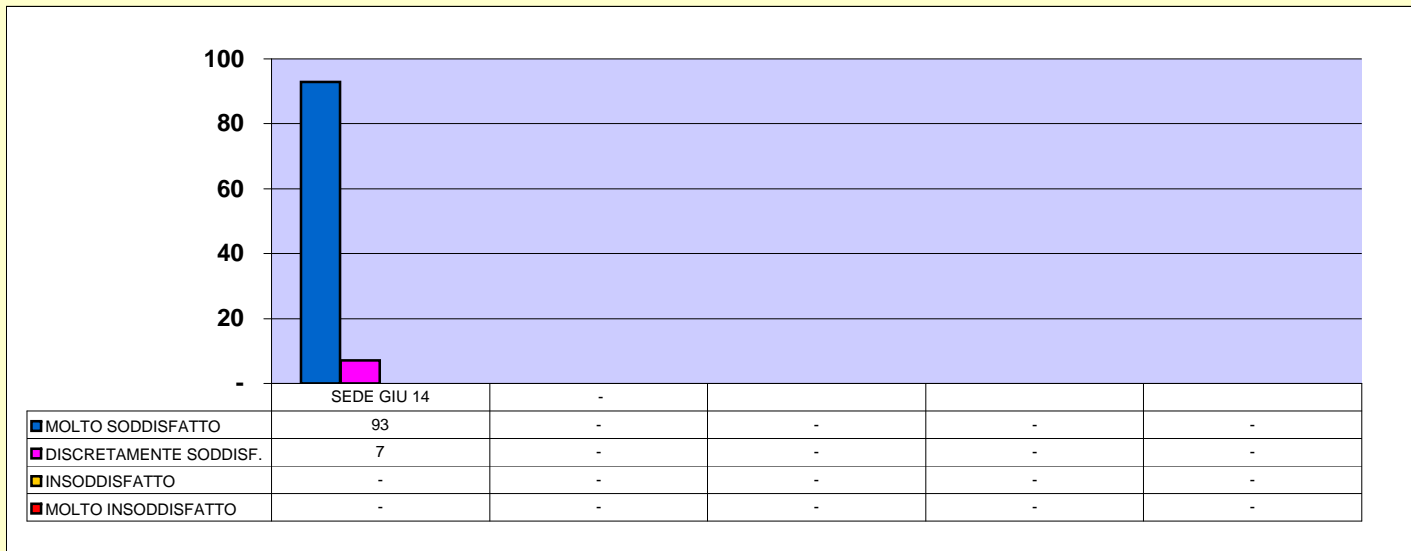 100
80
60
40
20
-
SEDE GIU 14 -
MOLTO SODDISFATTO 93 - - - -
DISCRETAMENTE SODDISF. 7 - - - -
INSODDISFATTO - - - - -
MOLTO INSODDISFATTO - - - - -